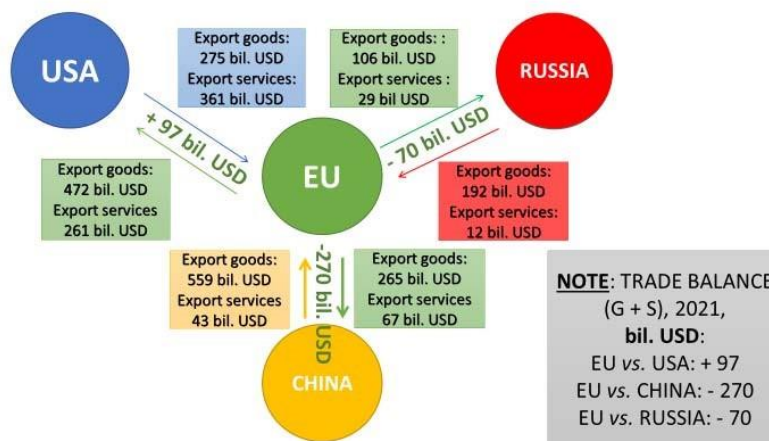 USA
Export goods:
275 bil. USD
Export services:
361 bil. USD
Export goods: :
106 bil. USD
Export services :
29 bil USD
RUSSIA
+ 97 bil. USD
EU
- 70 bil. USD
Export goods:
472 bil. USD
Export services
261 bil. USD
Export goods:
192 bil. USD
Export services:
12 bil. USD
Export goods:
559 bil. USD
Export services
43 bil. USD
-270 bil. USD
Export goods:
265 bil. USD
Export services
67 bil. USD
CHINA
NOTE: TRADE BALANCE
(G + S), 2021,
bil. USD:
EU vs. USA: + 97
EU vs. CHINA: - 270
EU vs. RUSSIA: - 70